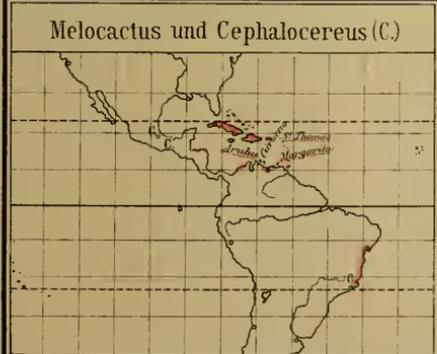 Melocactus und Cephalocereus (C.)
St Thomas
Aruba
Curaçao
Margarita
C.
C.
C.